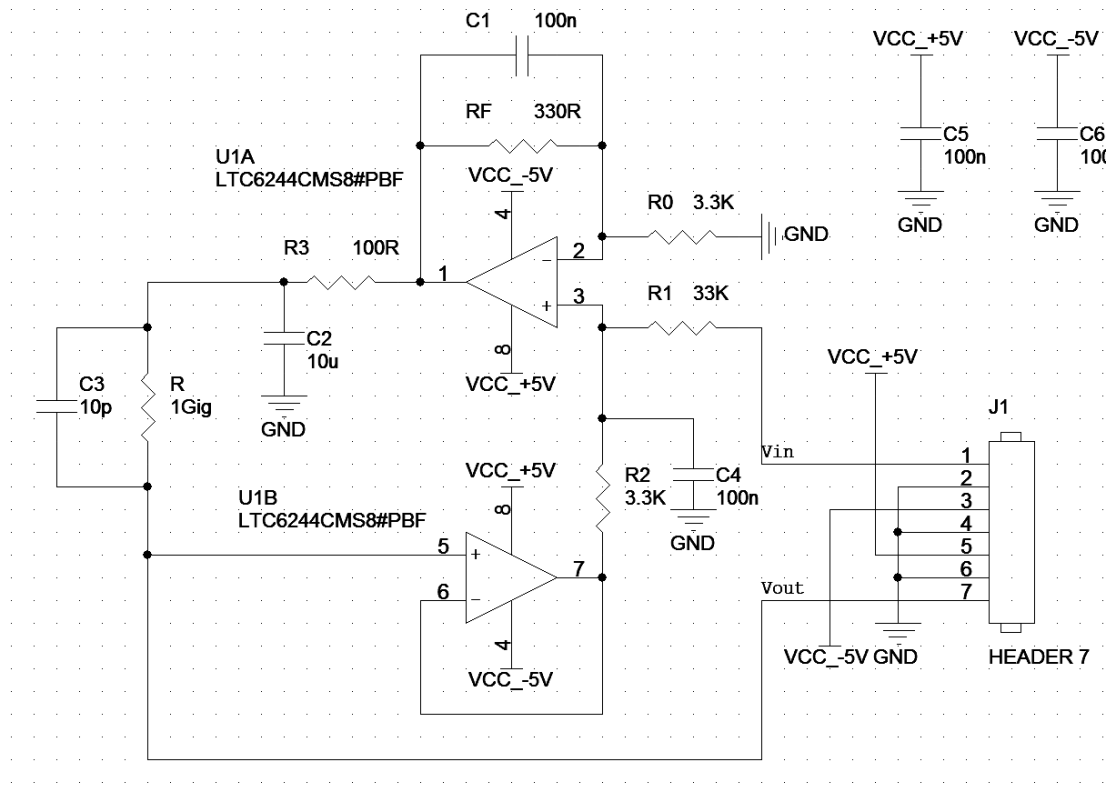 C1 100n
VCC_+5V VCC_-5V
RF 330R
C5
100n
C6
U1A
LTC6244CMS8#PBF
VCC_-5V
4
R0 3.3K
GND
GND GND
R3 100R
1
2
3
R1 33K
C2
10u
8
VCC_+5V
VCC_+5V
C3
10p
R
1Gig
GND
J1
Vin
1
2
3
4
5
6
7
VCC_+5V
8
R2
3.3K
C4
100n
U1B
LTC6244CMS8#PBF
GND
5
6
7
Vout
4
VCC_-5V
VCC_-5V GND
HEADER 7